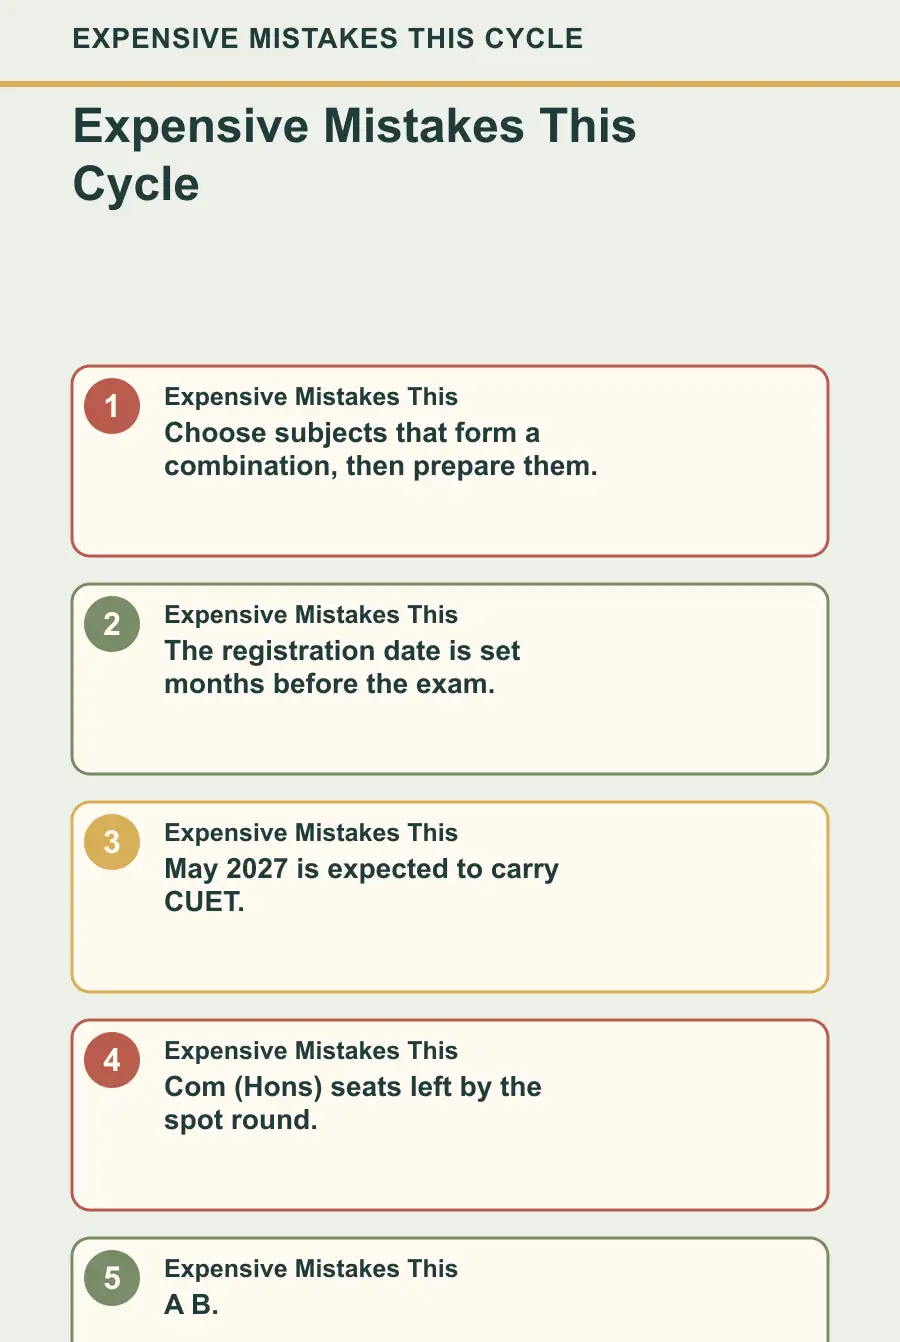 EXPENSIVE MISTAKES THIS CYCLE
Expensive Mistakes This
Cycle
1
Expensive Mistakes This
Choose subjects that form a
combination, then prepare them.
2
Expensive Mistakes This
The registration date is set
months before the exam.
3
Expensive Mistakes This
May 2027 is expected to carry
CUET.
4
Expensive Mistakes This
Com (Hons) seats left by the
spot round.
5
Expensive Mistakes This
A B.